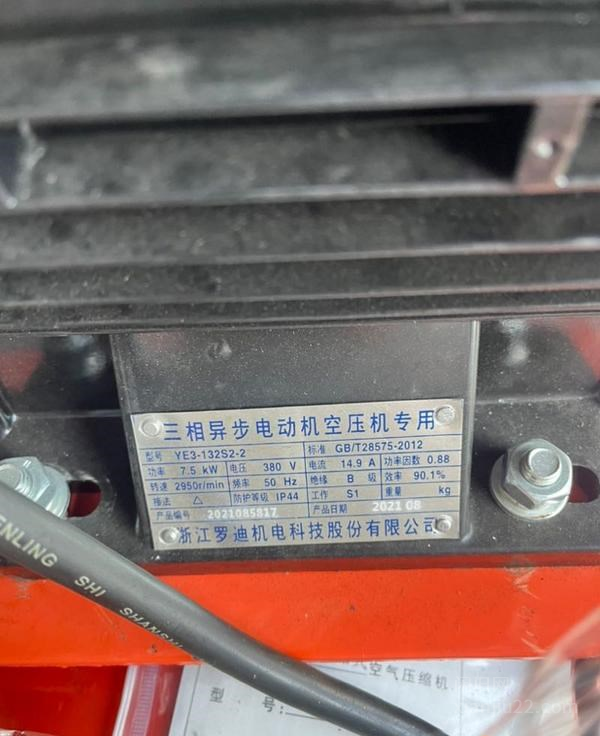 三相异步电动机空压机专用
型号 YE3-132S2-2 标准 GB/T28575-2012
功率 7.5 kW 电压 380 V 电流 14.9 A 功率因数 0.88
转速 2950r/min 频率 50 Hz 绝缘 B 级 效率 90.1%
接法 △ 防护等级 IP44 工作 S1 重量 kg
产品编号 2021085817 产品日期 2021 08
浙江罗迪机电科技股份有限公司
ENLING SHI SHANSHI
式空气压缩机
型 号: